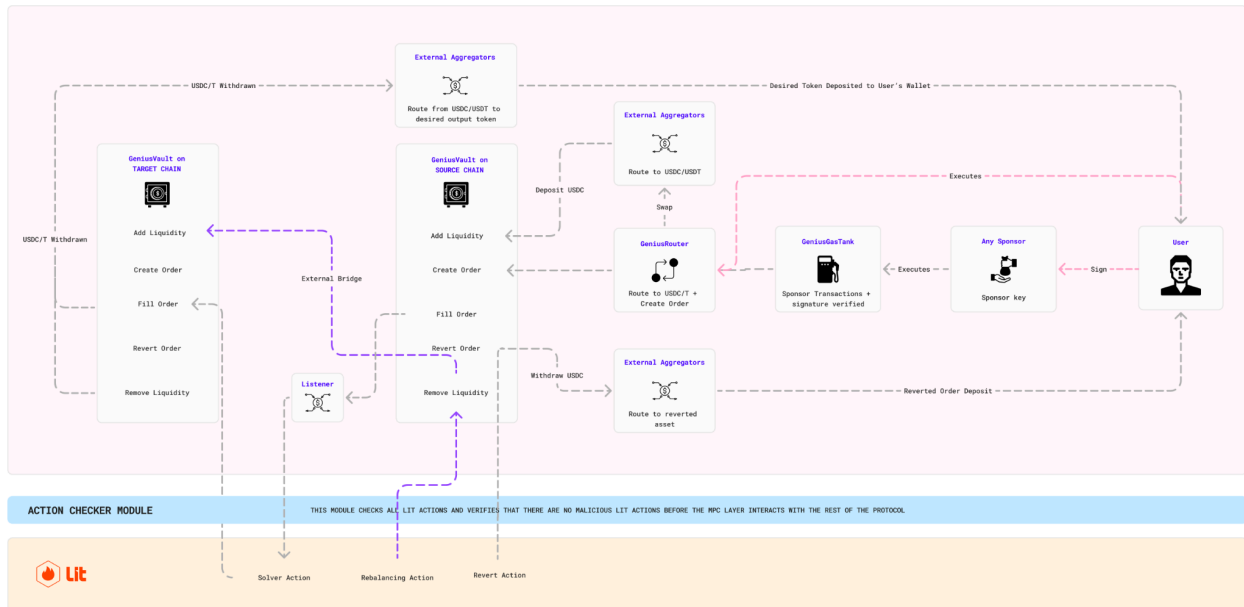 External Aggregators
USDC/T Withdrawn
Desired Token Deposited to User's Wallet
Route from USDC/USDT to
desired output token
External Aggregators
Route to USDC/USDT
GeniusVault on
TARGET CHAIN
GeniusVault on
SOURCE CHAIN
Deposit USDC
Executes
Swap
USDC/T Withdrawn
Add Liquidity
Create Order
Fill Order
Revert Order
Remove Liquidity
External Bridge
Add Liquidity
Create Order
Fill Order
Revert Order
Remove Liquidity
GeniusRouter
Route to USDC/T +
Create Order
GeniusGasTank
Sponsor Transactions +
signature verified
Executes
Any Sponsor
Sponsor key
Sign
User
Listener
Withdraw USDC
External Aggregators
Route to reverted
asset
Reverted Order Deposit
ACTION CHECKER MODULE
THIS MODULE CHECKS ALL LIT ACTIONS AND VERIFIES THAT THERE ARE NO MALICIOUS LIT ACTIONS BEFORE THE MPC LAYER INTERACTS WITH THE REST OF THE PROTOCOL
Lit
Solver Action
Rebalancing Action
Revert Action